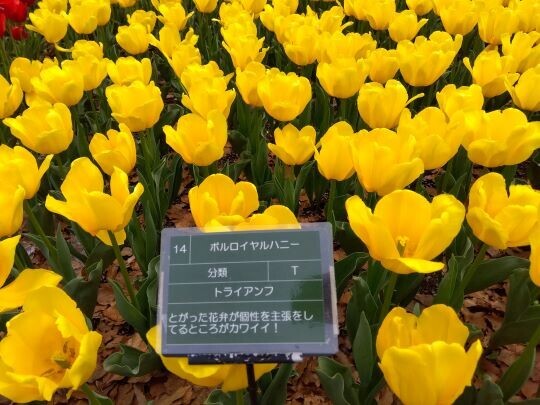 14 ポルロイヤルハニー
分類 T
トライアンフ
とがった花弁が個性を主張をし
てるところがカワイイ！